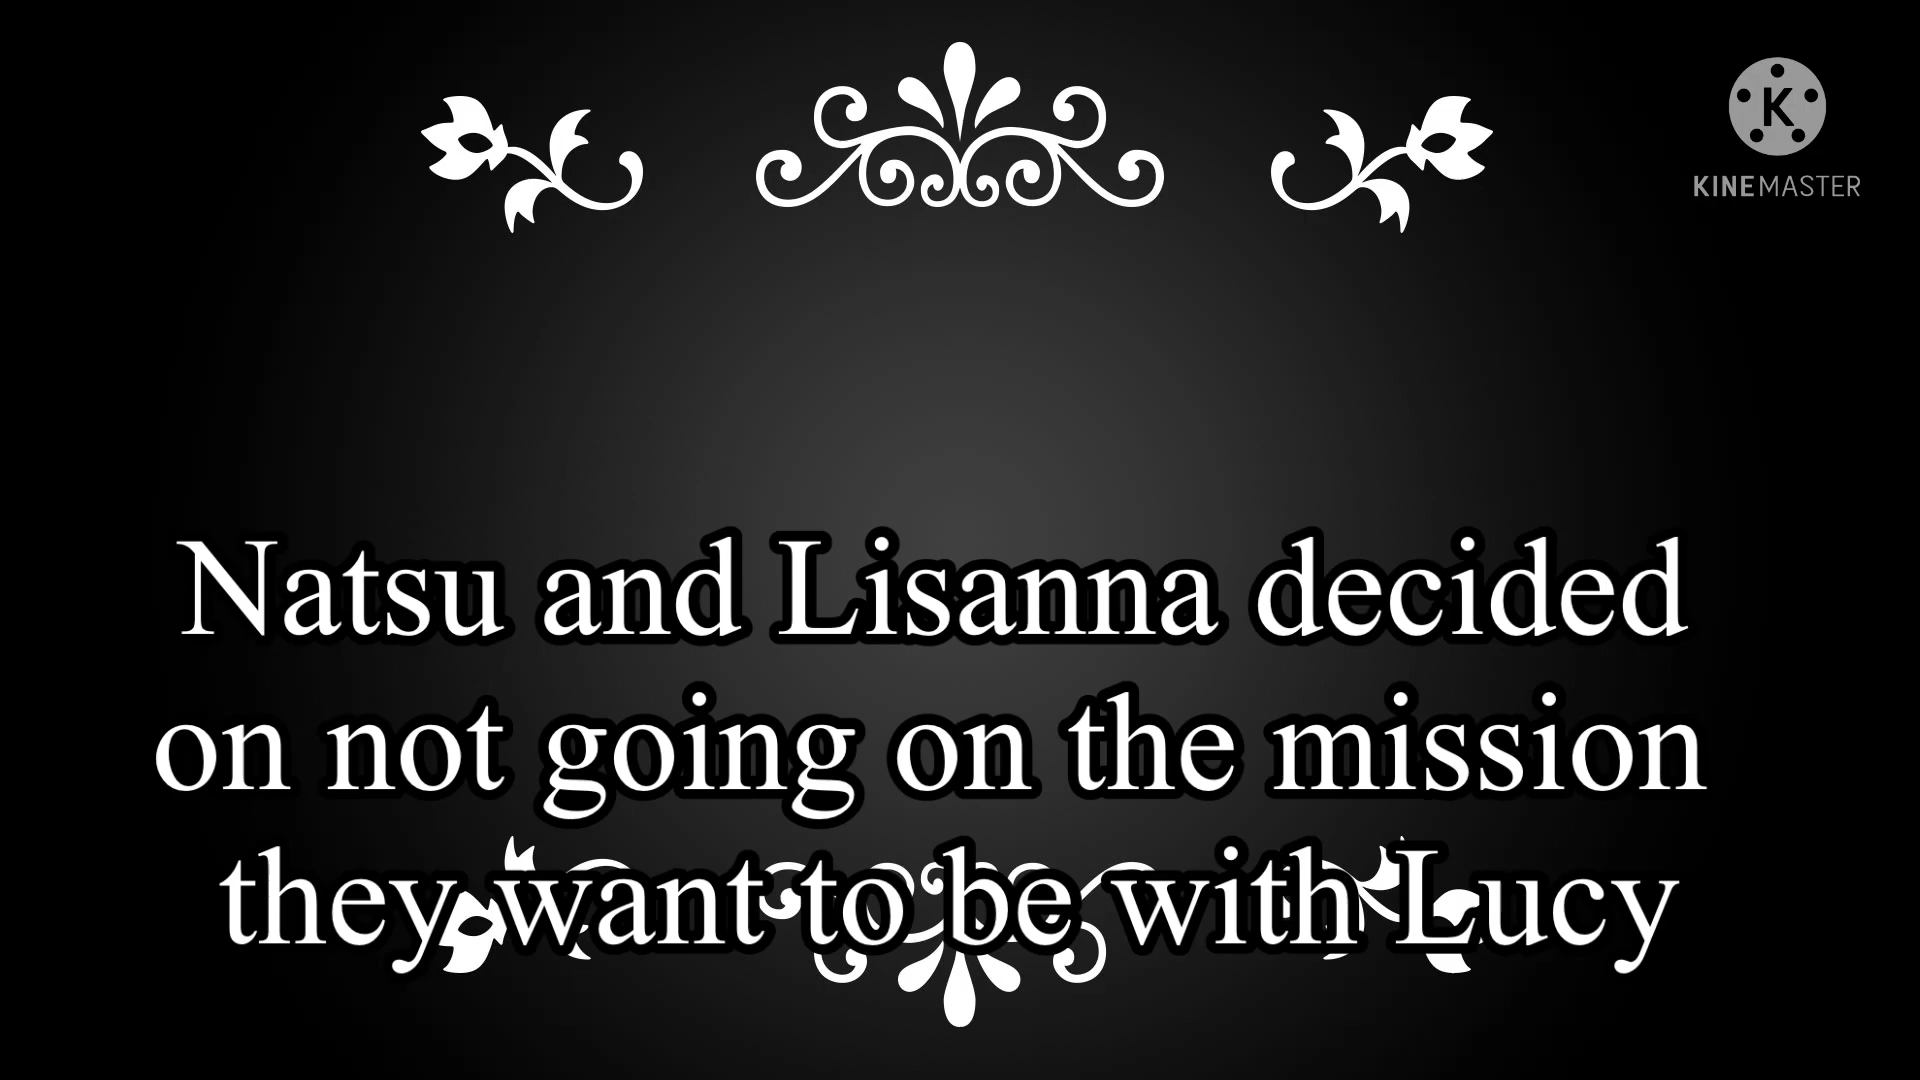 K
KINEMASTER
Natsu and Lisanna decided
on not going on the mission
they want to be with Lucy